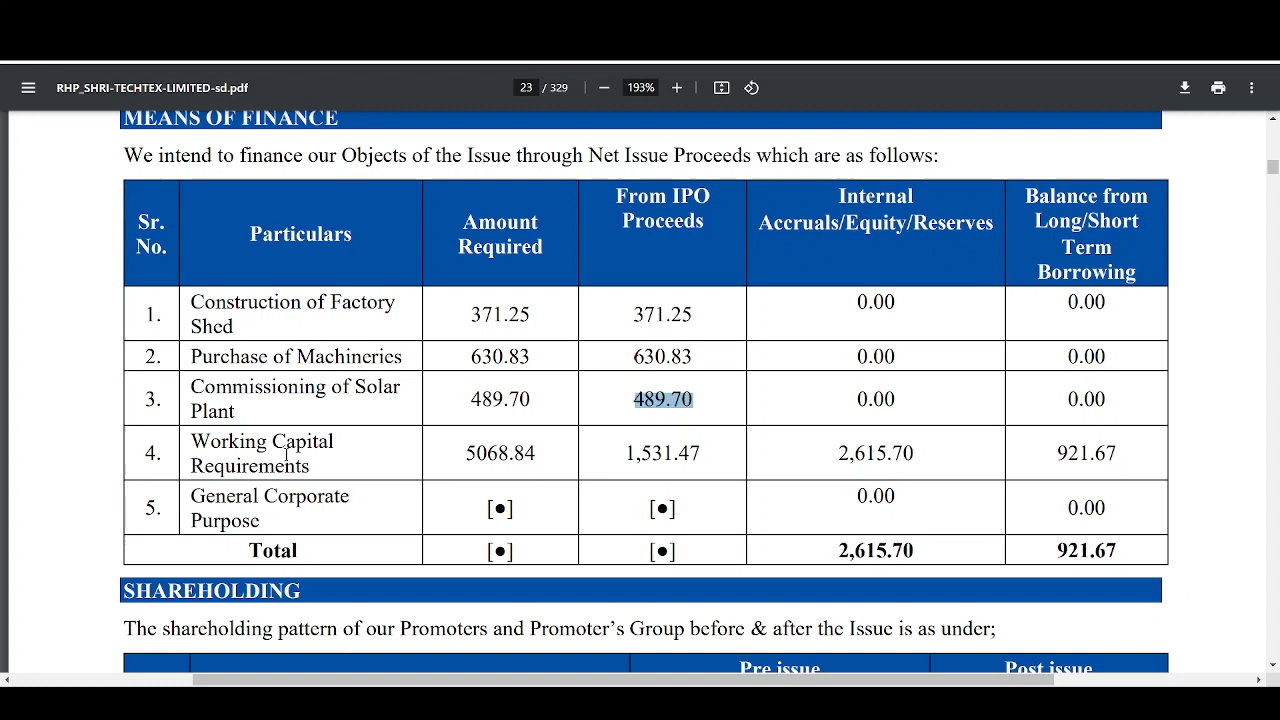 RHP_SHRI-TECHTEX-LIMITED-sd.pdf
23 / 329
193%
MEANS OF FINANCE
We intend to finance our Objects of the Issue through Net Issue Proceeds which are as follows:
Sr. No. Particulars Amount Required From IPO Proceeds Internal Accruals/Equity/Reserves Balance from Long/Short Term Borrowing
1. Construction of Factory Shed 371.25 371.25 0.00 0.00
2. Purchase of Machineries 630.83 630.83 0.00 0.00
3. Commissioning of Solar Plant 489.70 489.70 0.00 0.00
4. Working Capital Requirements 5068.84 1,531.47 2,615.70 921.67
5. General Corporate Purpose [●] [●] 0.00 0.00
Total [●] [●] 2,615.70 921.67
SHAREHOLDING
The shareholding pattern of our Promoters and Promoter's Group before & after the Issue is as under;
Pre issue Post issue